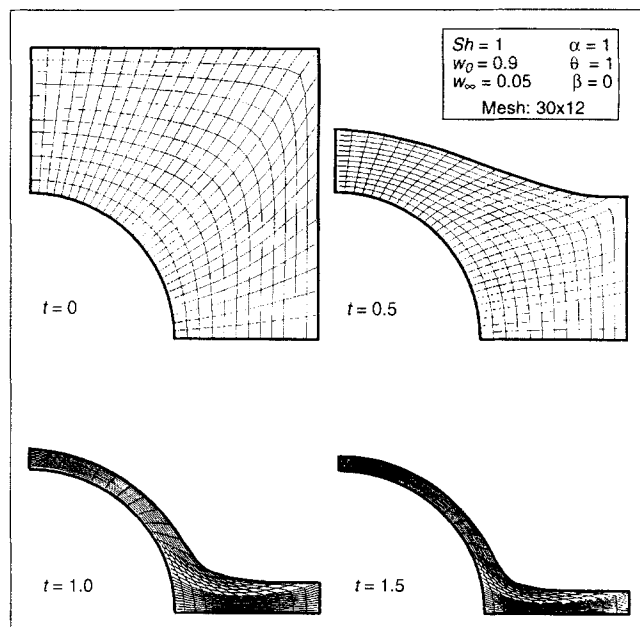 Sh = 1 α = 1
w₀ = 0.9 θ = 1
w∞ = 0.05 β = 0
Mesh: 30x12
t = 0
t = 0.5
t = 1.0
t = 1.5